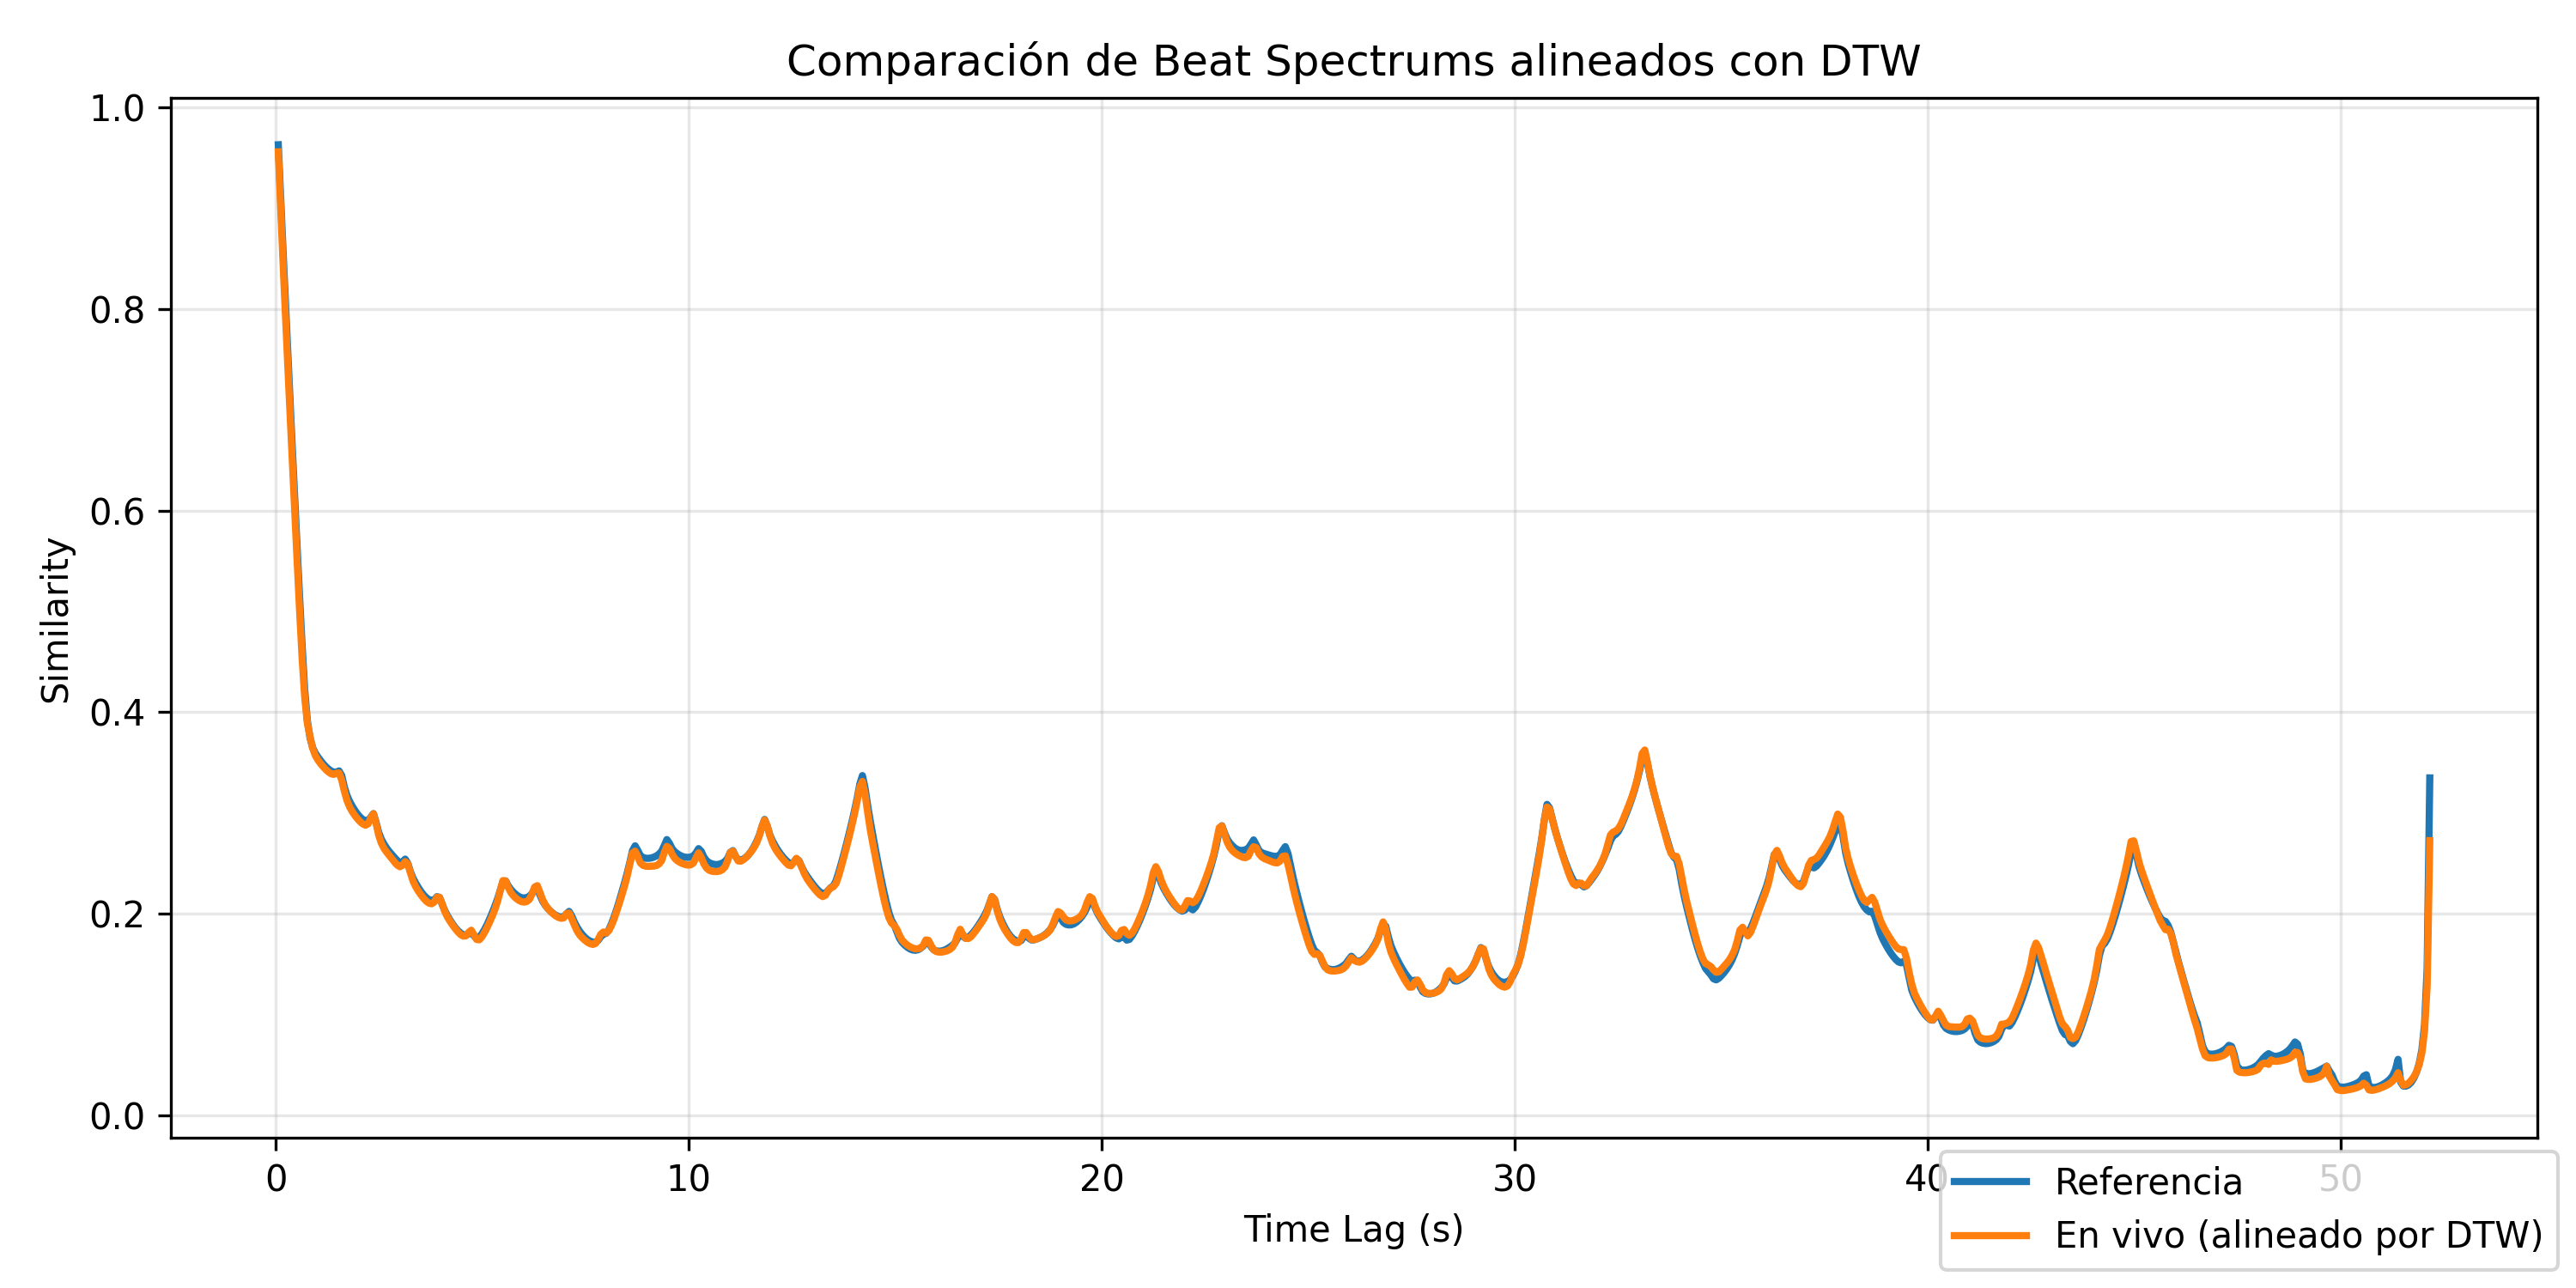 Comparación de Beat Spectrums alineados con DTW
1.0
0.8
0.6
0.4
0.2
0.0
Similarity
0 10 20 30 40 50
Time Lag (s)
Referencia
En vivo (alineado por DTW)